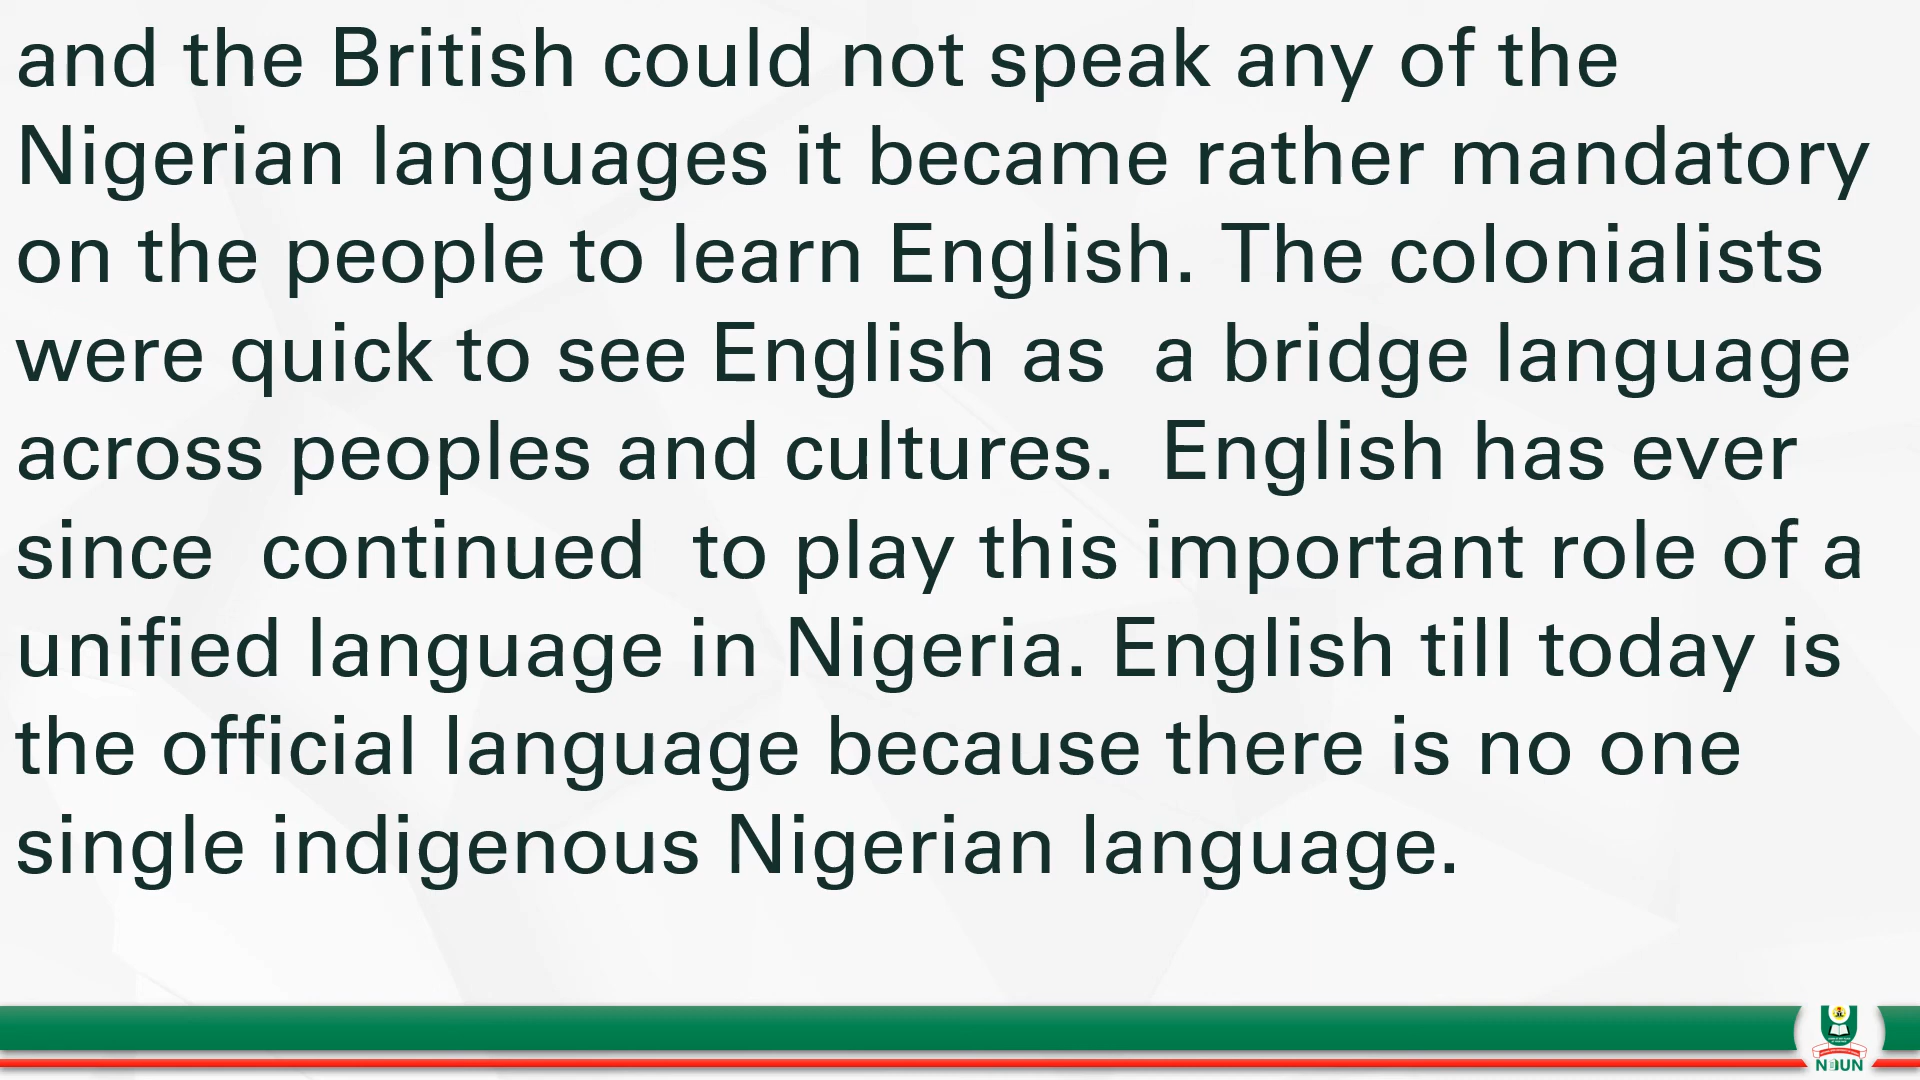 and the British could not speak any of the
Nigerian languages it became rather mandatory
on the people to learn English. The colonialists
were quick to see English as  a bridge language
across peoples and cultures.  English has ever
since  continued  to play this important role of a
unified language in Nigeria. English till today is
the official language because there is no one
single indigenous Nigerian language.
NOUN